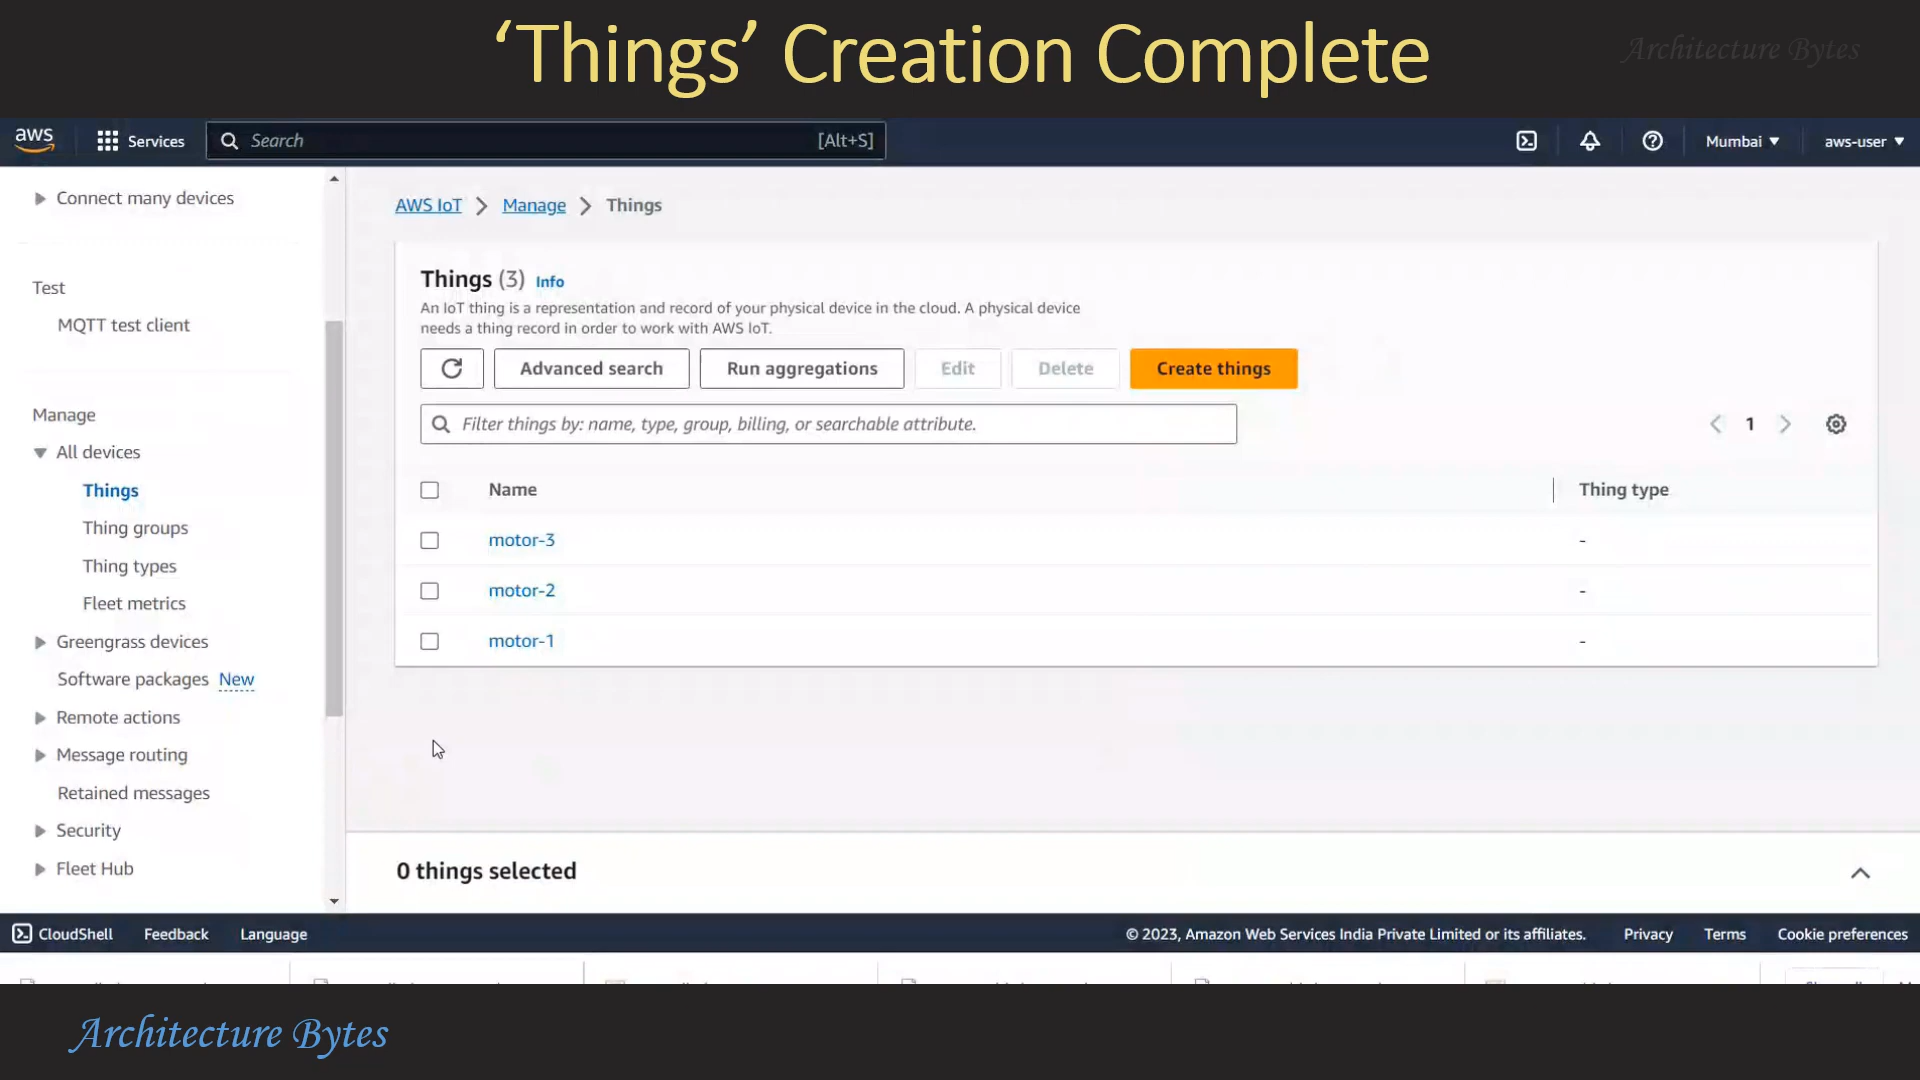 ‘Things’ Creation Complete
Architecture Bytes
aws
Services
Search
[Alt+S]
Mumbai
aws-user
Connect many devices
Test
MQTT test client
Manage
All devices
Things
Thing groups
Thing types
Fleet metrics
Greengrass devices
Software packages New
Remote actions
Message routing
Retained messages
Security
Fleet Hub
AWS IoT
Manage
Things
Things (3) Info
An IoT thing is a representation and record of your physical device in the cloud. A physical device
needs a thing record in order to work with AWS IoT.
Advanced search
Run aggregations
Edit
Delete
Create things
Filter things by: name, type, group, billing, or searchable attribute.
1
Name
Thing type
motor-3
-
motor-2
-
motor-1
-
0 things selected
CloudShell
Feedback
Language
© 2023, Amazon Web Services India Private Limited or its affiliates.
Privacy
Terms
Cookie preferences
Architecture Bytes